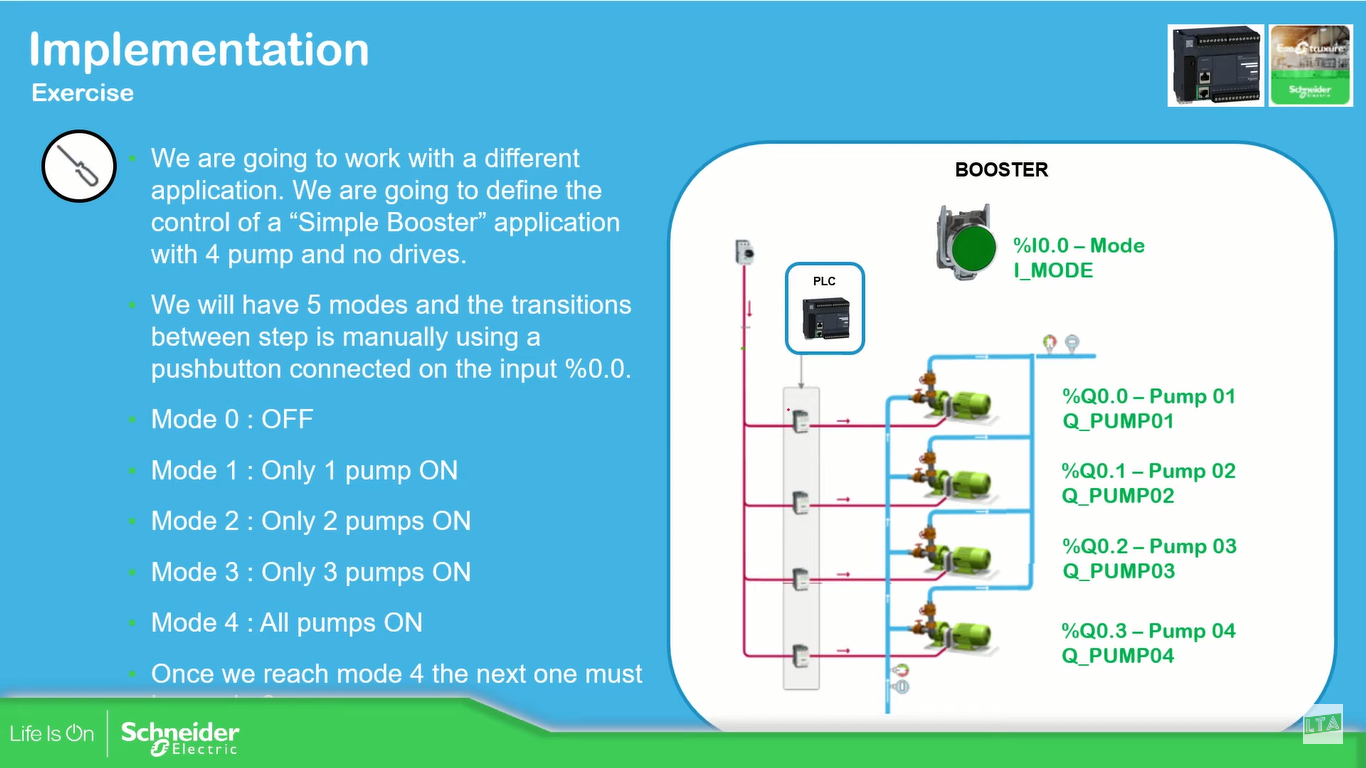 Implementation
Exercise
We are going to work with a different
application. We are going to define the
control of a “Simple Booster” application
with 4 pump and no drives.
We will have 5 modes and the transitions
between step is manually using a
pushbutton connected on the input %0.0.
Mode 0 : OFF
Mode 1 : Only 1 pump ON
Mode 2 : Only 2 pumps ON
Mode 3 : Only 3 pumps ON
Mode 4 : All pumps ON
Once we reach mode 4 the next one must
EcoStruxure
Schneider
Electric
BOOSTER
%I0.0 – Mode
I_MODE
PLC
%Q0.0 – Pump 01
Q_PUMP01
%Q0.1 – Pump 02
Q_PUMP02
%Q0.2 – Pump 03
Q_PUMP03
%Q0.3 – Pump 04
Q_PUMP04
Life Is On
Schneider
Electric
LTA